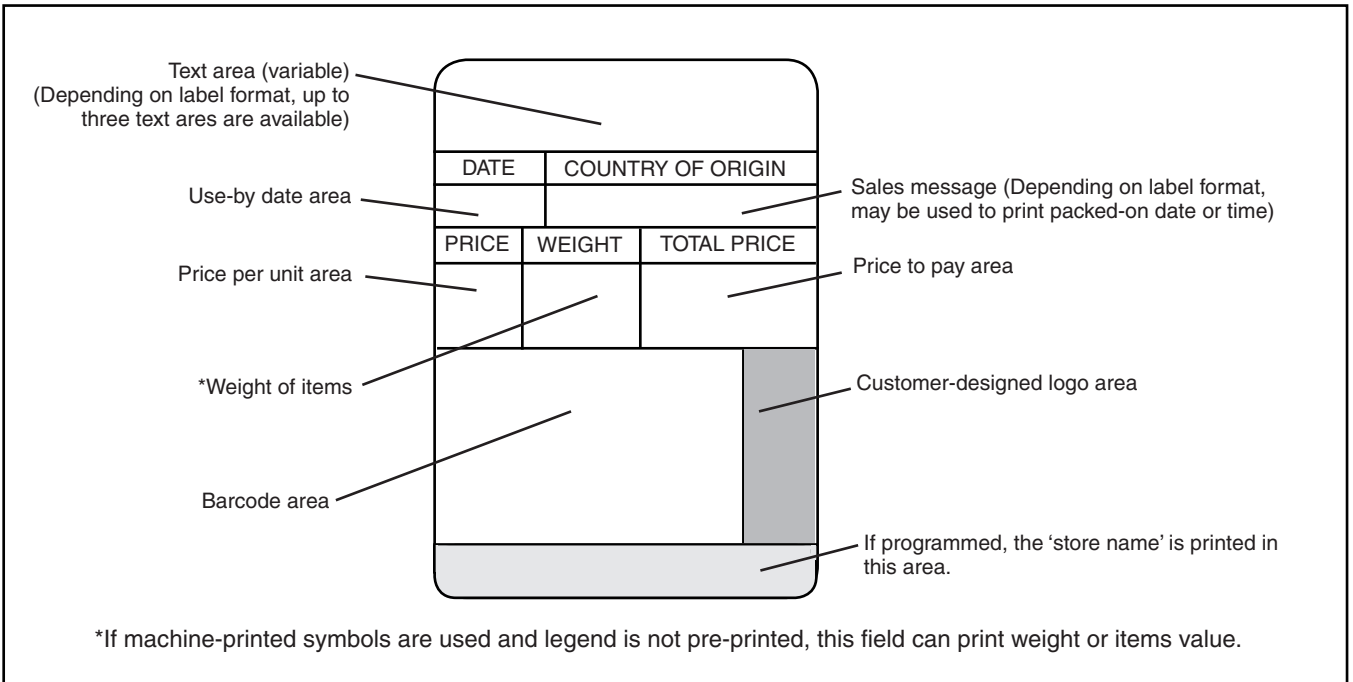 Text area (variable)
(Depending on label format, up to
three text ares are available)
DATE
COUNTRY OF ORIGIN
Use-by date area
Sales message (Depending on label format,
may be used to print packed-on date or time)
PRICE
WEIGHT
TOTAL PRICE
Price per unit area
Price to pay area
*Weight of items
Customer-designed logo area
Barcode area
If programmed, the ‘store name’ is printed in
this area.
*If machine-printed symbols are used and legend is not pre-printed, this field can print weight or items value.